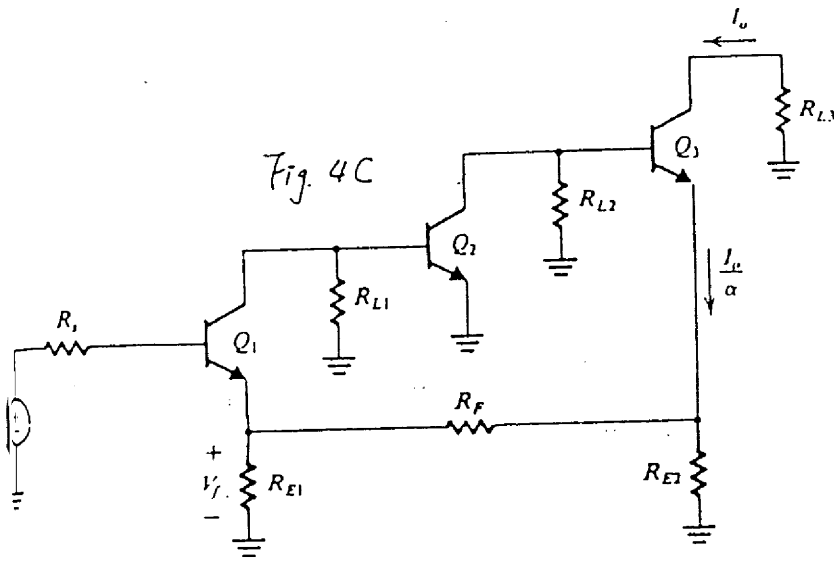 I_o
R_L3
Q_3
Fig. 4C
R_L2
Q_2
I_o
α
R_L1
R_s
Q_1
R_F
+
V_f
−
R_E1
R_E2